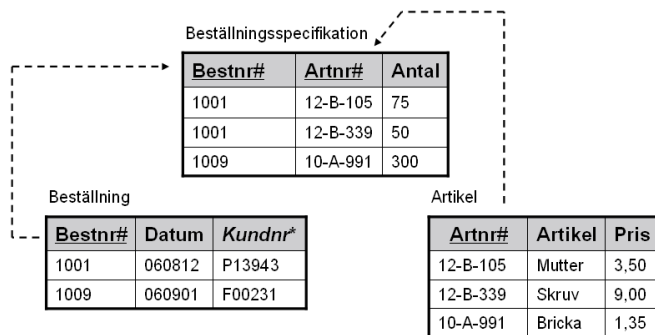 Beställningsspecifikation
Bestnr# Artnr# Antal
1001 12-B-105 75
1001 12-B-339 50
1009 10-A-991 300
Beställning
Bestnr# Datum Kundnr*
1001 060812 P13943
1009 060901 F00231
Artikel
Artnr# Artikel Pris
12-B-105 Mutter 3,50
12-B-339 Skruv 9,00
10-A-991 Bricka 1,35